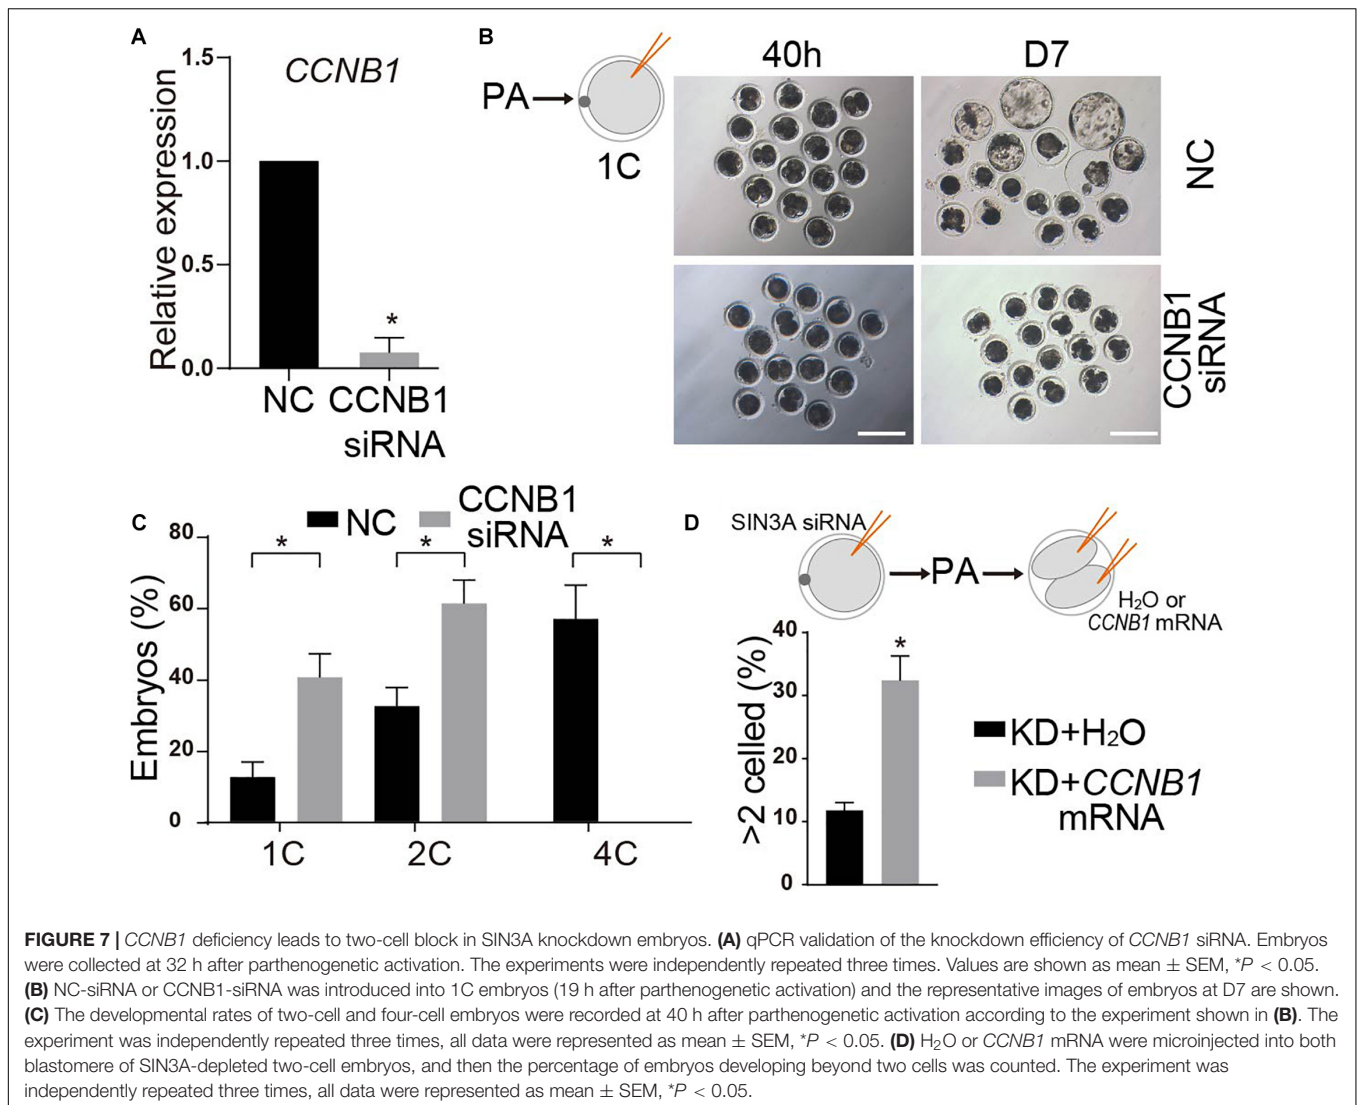 A
CCNB1
Relative expression
1.5
1.0
0.5
0.0
*
NC CCNB1
siRNA
B
PA
1C
40h
D7
NC
CCNB1
siRNA
C
NC
CCNB1
siRNA
Embryos (%)
80
60
40
20
0
*
*
*
1C
2C
4C
D
SIN3A siRNA
PA
H₂O or
CCNB1 mRNA
>2 celled (%)
40
30
20
10
0
*
KD+H₂O
KD+CCNB1
mRNA
FIGURE 7 | CCNB1 deficiency leads to two-cell block in SIN3A knockdown embryos. (A) qPCR validation of the knockdown efficiency of CCNB1 siRNA. Embryos
were collected at 32 h after parthenogenetic activation. The experiments were independently repeated three times. Values are shown as mean ± SEM, *P < 0.05.
(B) NC-siRNA or CCNB1-siRNA was introduced into 1C embryos (19 h after parthenogenetic activation) and the representative images of embryos at D7 are shown.
(C) The developmental rates of two-cell and four-cell embryos were recorded at 40 h after parthenogenetic activation according to the experiment shown in (B). The
experiment was independently repeated three times, all data were represented as mean ± SEM, *P < 0.05. (D) H₂O or CCNB1 mRNA were microinjected into both
blastomere of SIN3A-depleted two-cell embryos, and then the percentage of embryos developing beyond two cells was counted. The experiment was
independently repeated three times, all data were represented as mean ± SEM, *P < 0.05.